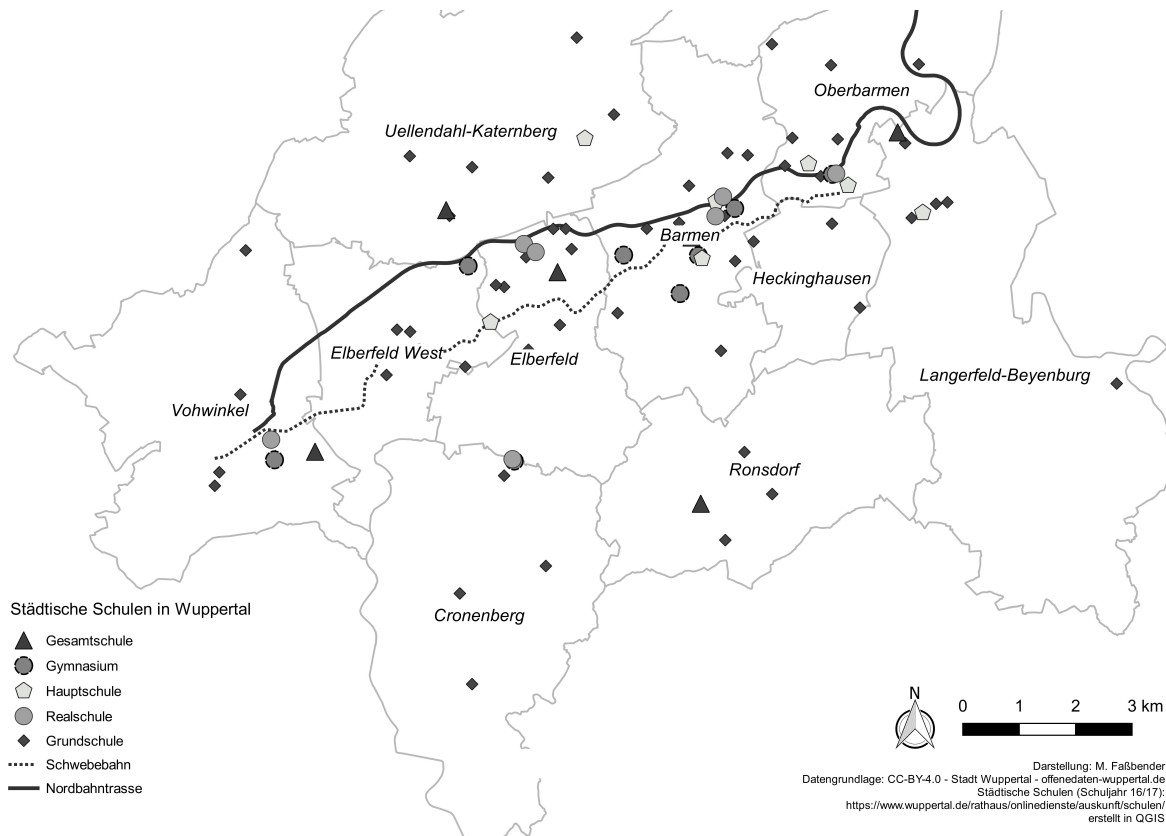 Oberbarmen
Uellendahl-Katernberg
Barmen
Heckinghausen
Elberfeld West
Elberfeld
Langerfeld-Beyenburg
Vohwinkel
Ronsdorf
Cronenberg
Städtische Schulen in Wuppertal
Gesamtschule
Gymnasium
Hauptschule
Realschule
Grundschule
Schwebebahn
Nordbahntrasse
N
0 1 2 3 km
Darstellung: M. Faßbender
Datengrundlage: CC-BY-4.0 - Stadt Wuppertal - offenedaten-wuppertal.de
Städtische Schulen (Schuljahr 16/17):
https://www.wuppertal.de/rathaus/onlinedienste/auskunft/schulen/
erstellt in QGIS